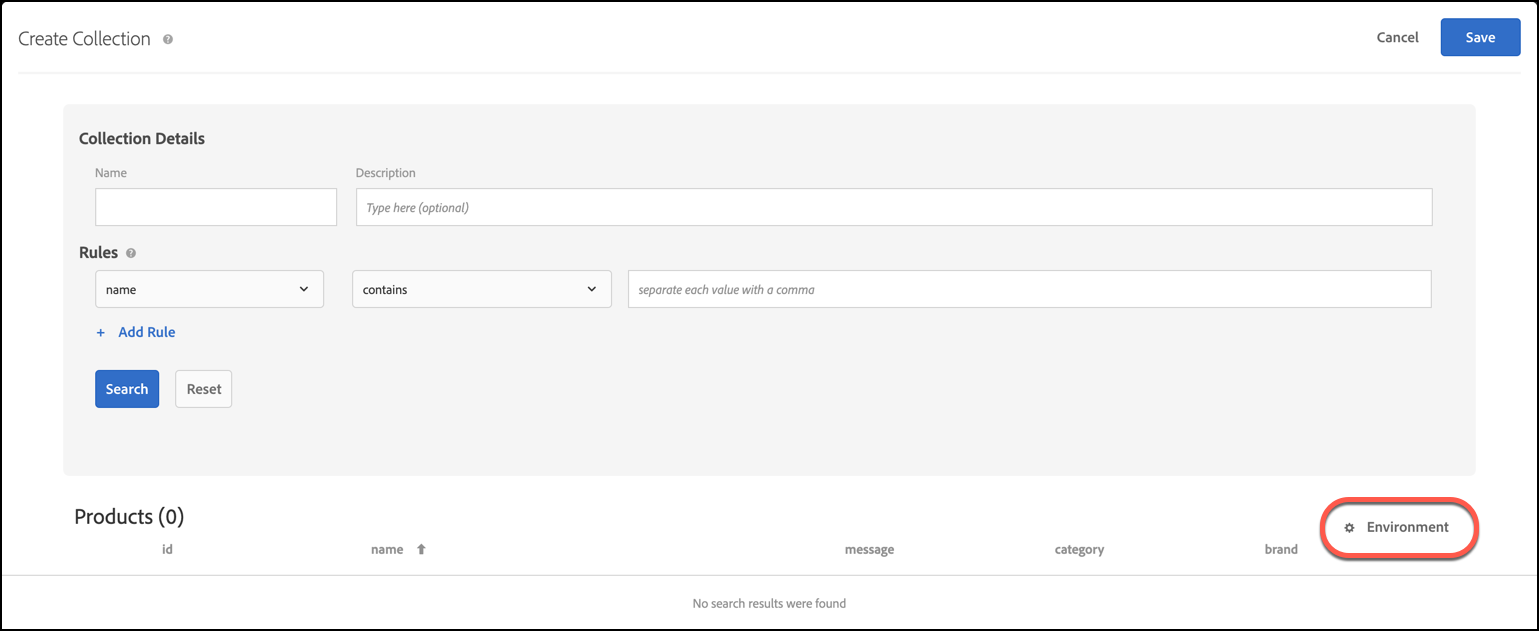 Create Collection
Cancel
Save
Collection Details
Name
Description
Type here (optional)
Rules
name
contains
separate each value with a comma
+ Add Rule
Search
Reset
Products (0)
Environment
id
name
message
category
brand
No search results were found